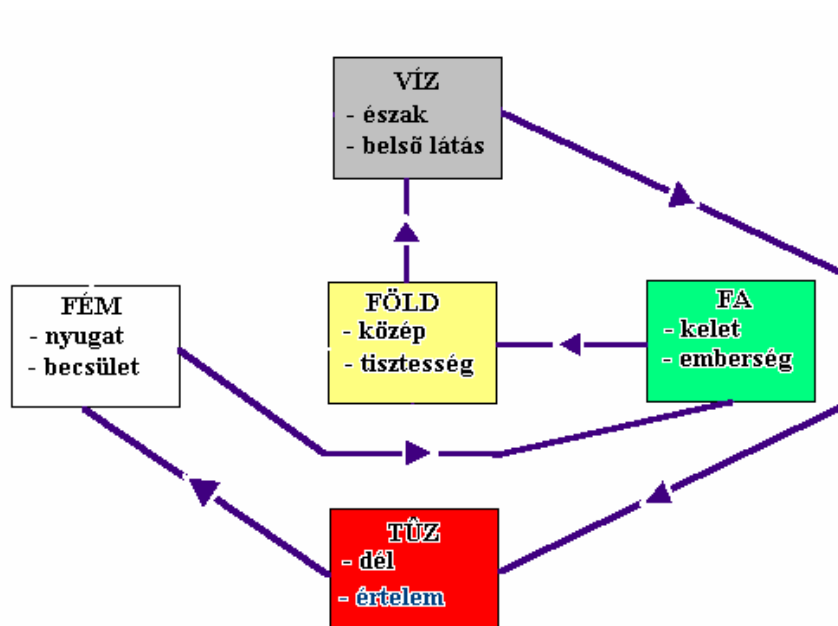 VÍZ
- észak
- belső látás
FÉM
- nyugat
- becsület
FÖLD
- közép
- tisztesség
FA
- kelet
- emberség
TŰZ
- dél
- értelem